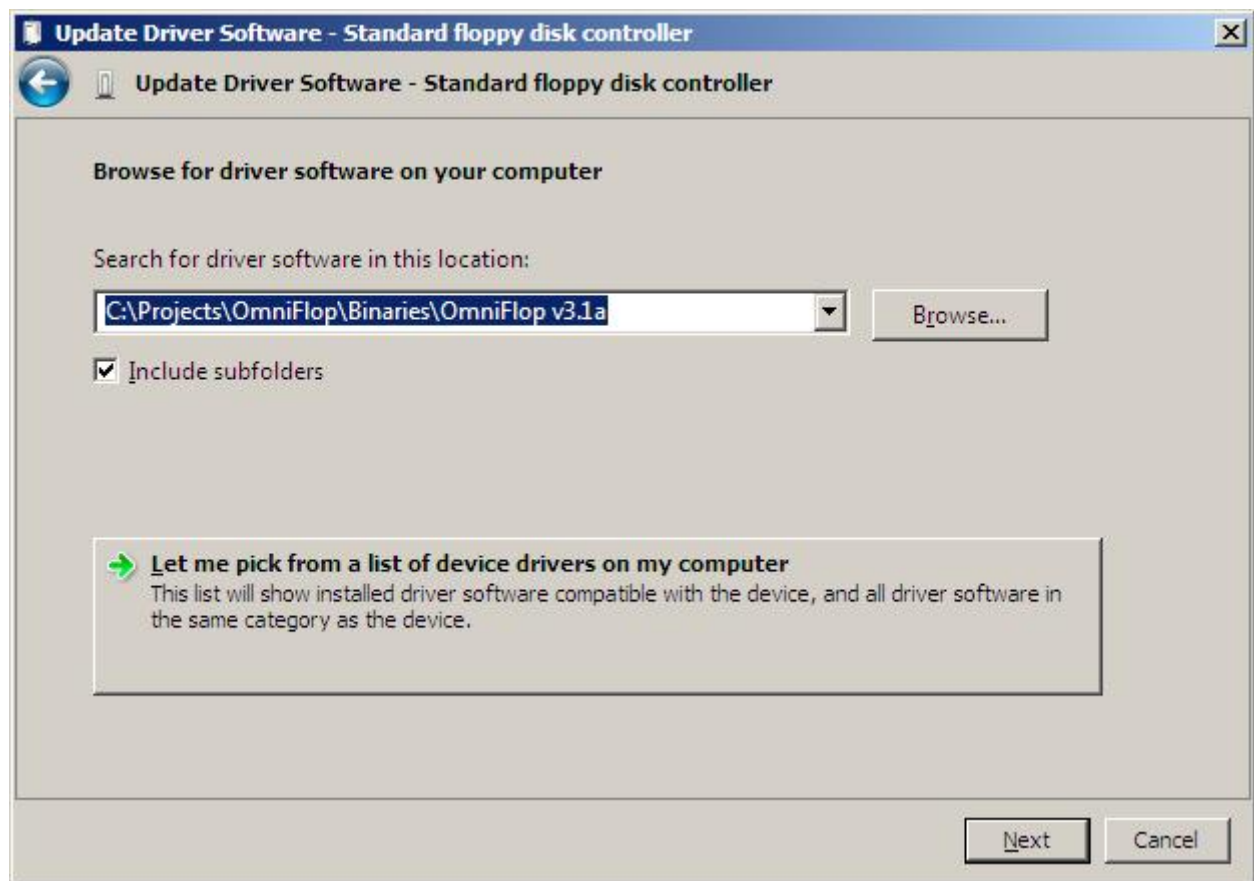 Update Driver Software - Standard floppy disk controller
Update Driver Software - Standard floppy disk controller
Browse for driver software on your computer
Search for driver software in this location:
C:\Projects\OmniFlop\Binaries\OmniFlop v3.1a
Browse...
Include subfolders
Let me pick from a list of device drivers on my computer
This list will show installed driver software compatible with the device, and all driver software in
the same category as the device.
Next
Cancel